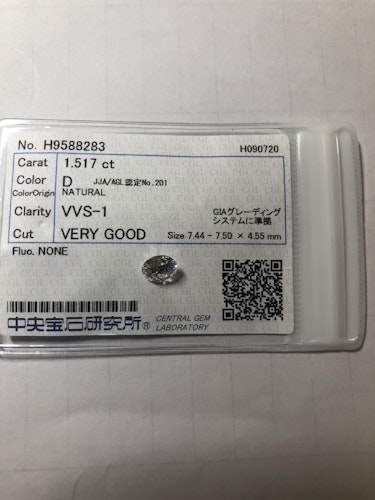 No. H9588283 H090720
Carat 1.517 ct
Color D JJA/AGL認定No.201
ColorOrigin NATURAL
Clarity VVS-1 GIAグレーディング
システムに準拠
Cut VERY GOOD Size 7.44 - 7.50 × 4.55 mm
Fluo. NONE
中央宝石研究所® CENTRAL GEM
LABORATORY